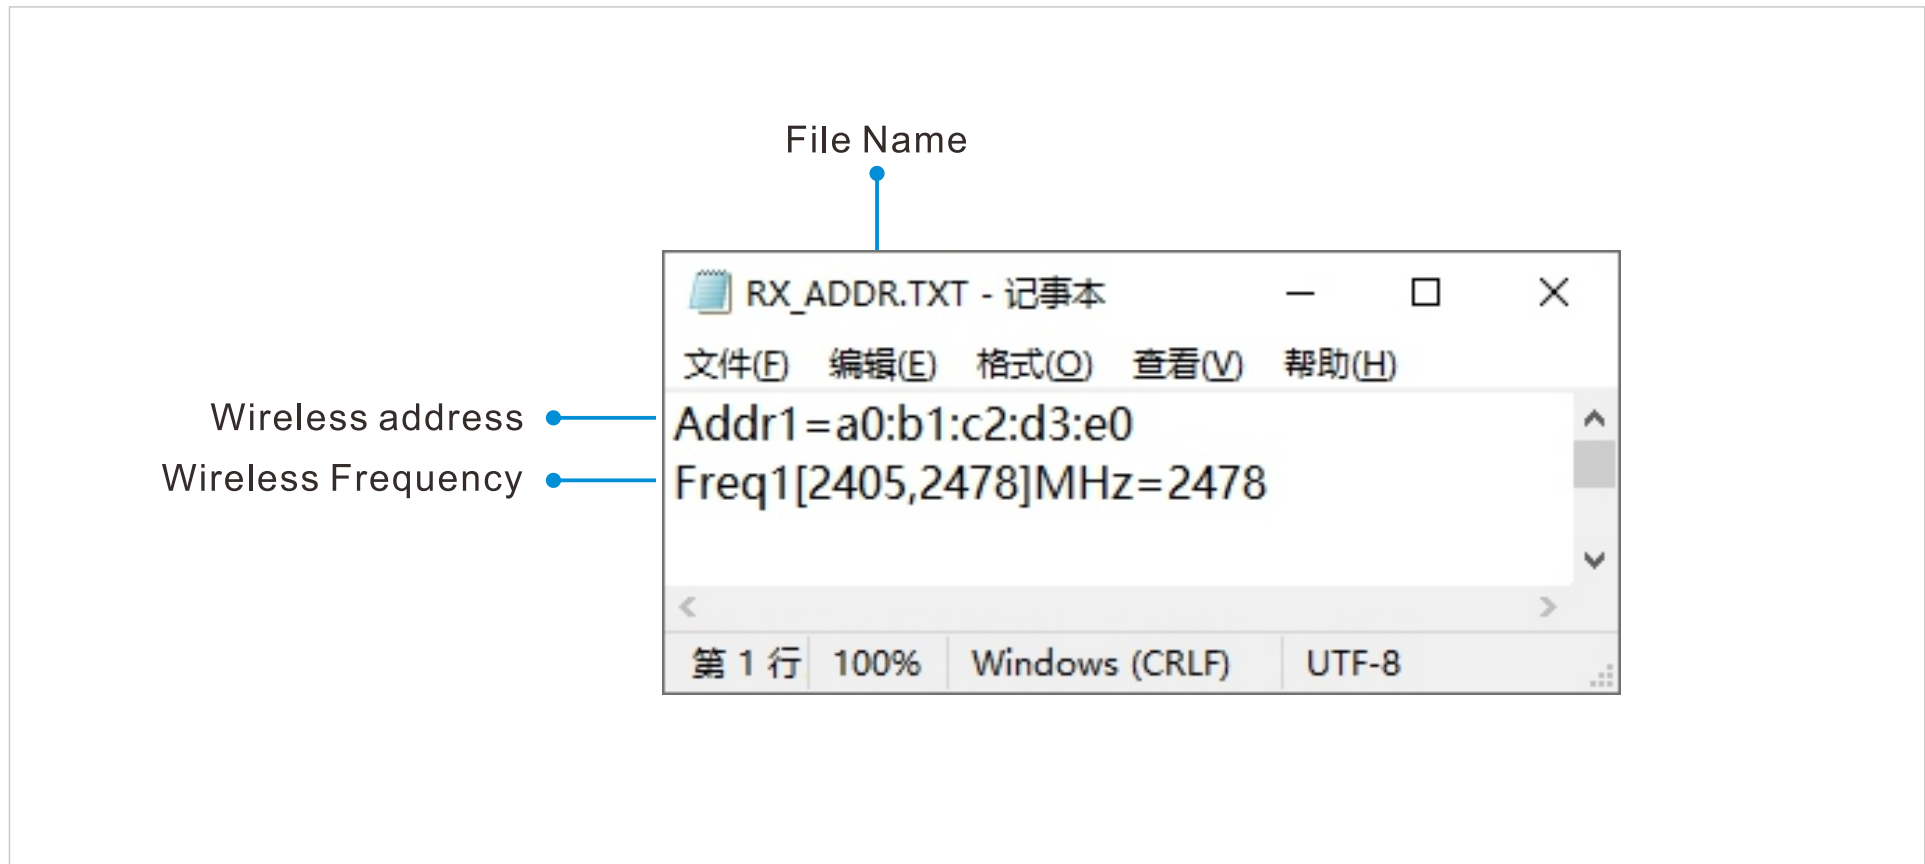 File Name
RX_ADDR.TXT - 记事本
文件(F) 编辑(E) 格式(O) 查看(V) 帮助(H)
Wireless address
Addr1=a0:b1:c2:d3:e0
Wireless Frequency
Freq1[2405,2478]MHz=2478
第 1 行 100% Windows (CRLF) UTF-8